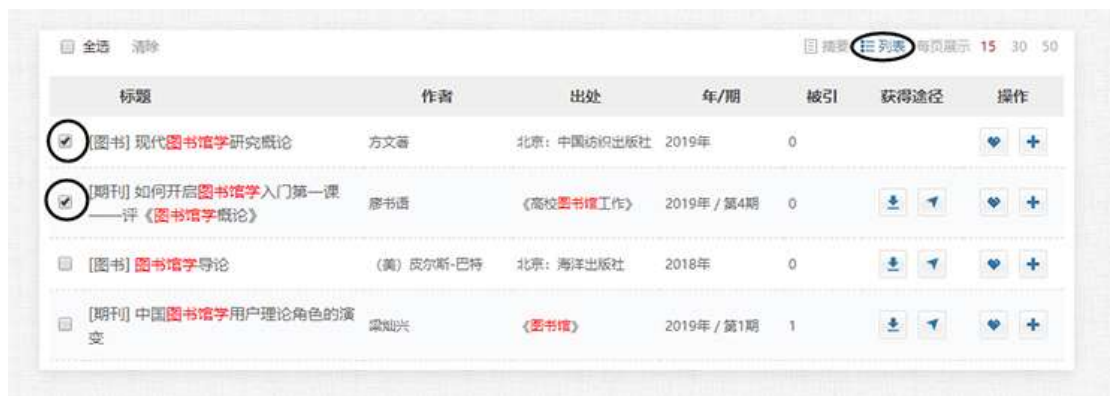 全选 清除 摘要 列表 每页展示 15 30 50
标题 作者 出处 年/期 被引 获得途径 操作
[图书] 现代图书馆学研究概论 方文著 北京：中国纺织出版社 2019年 0
[期刊] 如何开启图书馆学入门第一课
——评《图书馆学概论》 廖书语 《高校图书馆工作》 2019年 / 第4期 0
[图书] 图书馆学导论 （美）皮尔斯·巴特 北京：海洋出版社 2018年 0
[期刊] 中国图书馆学用户理论角色的演
变 梁灿兴 《图书馆》 2019年 / 第1期 1